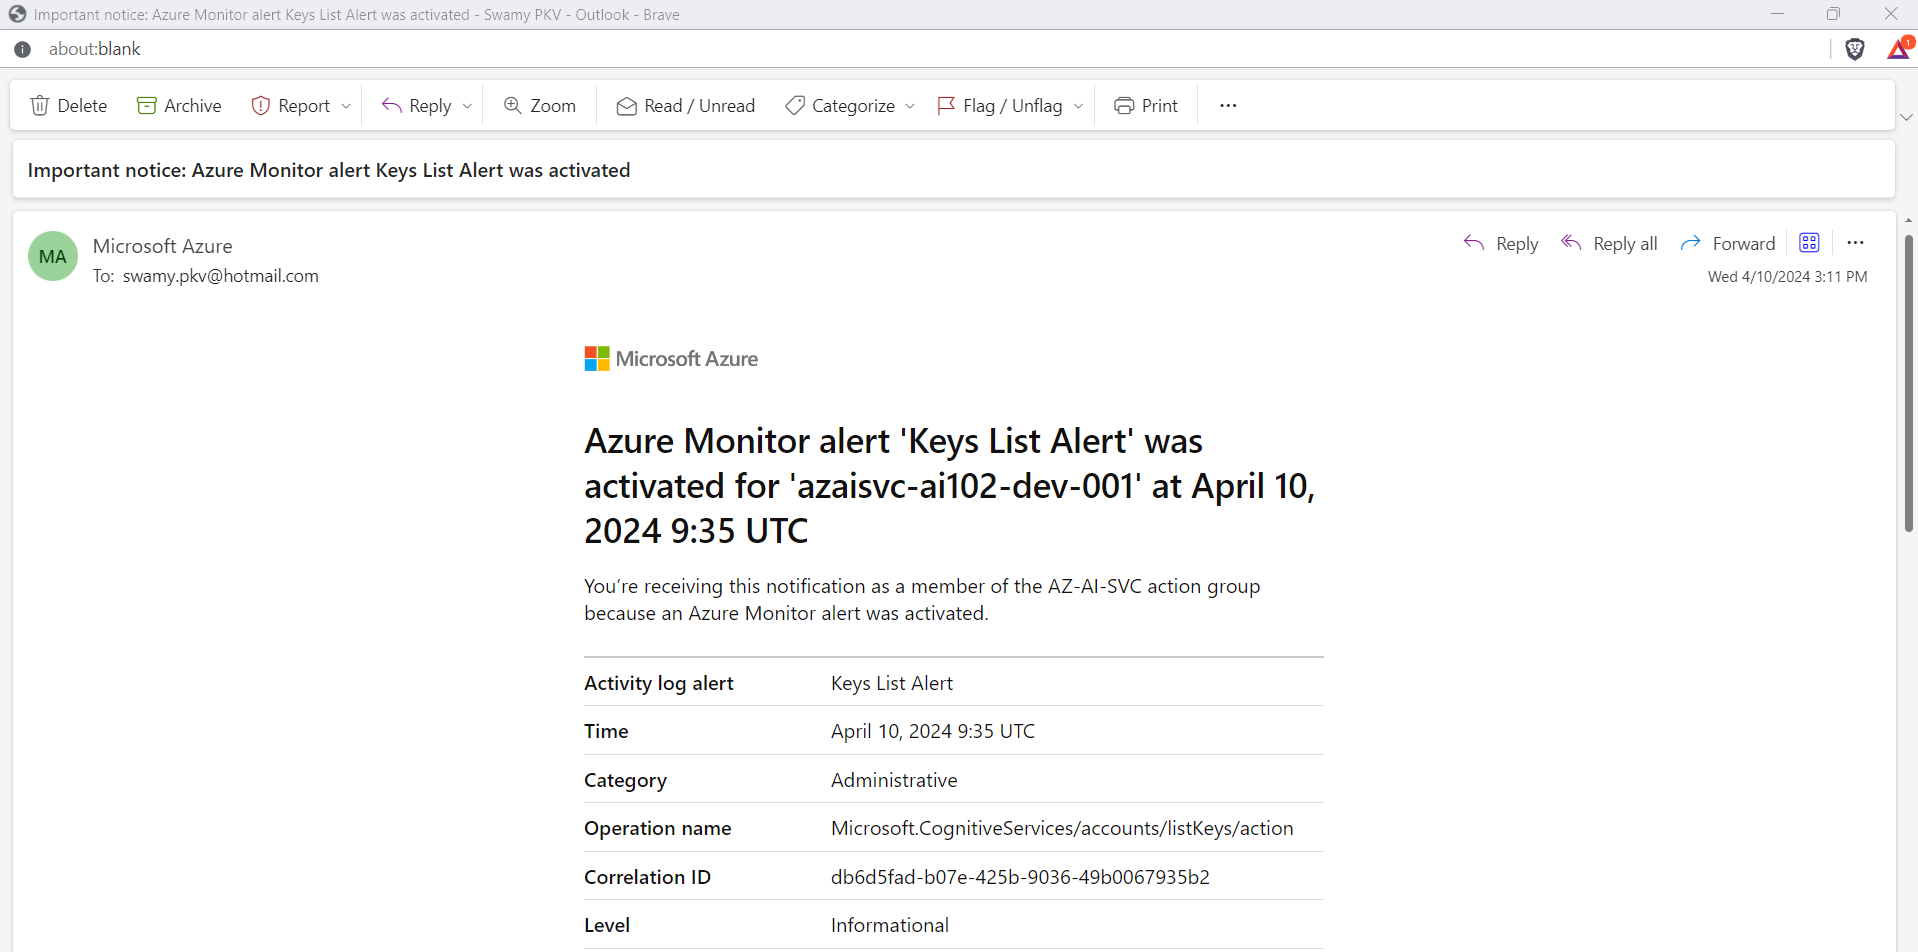 Important notice: Azure Monitor alert Keys List Alert was activated - Swamy PKV - Outlook - Brave
about:blank
1
Delete Archive Report Reply Zoom Read / Unread Categorize Flag / Unflag Print ...
Important notice: Azure Monitor alert Keys List Alert was activated
MA
Microsoft Azure
To: swamy.pkv@hotmail.com
Reply Reply all Forward ...
Wed 4/10/2024 3:11 PM
Microsoft Azure
Azure Monitor alert 'Keys List Alert' was
activated for 'azaisvc-ai102-dev-001' at April 10,
2024 9:35 UTC
You’re receiving this notification as a member of the AZ-AI-SVC action group
because an Azure Monitor alert was activated.
Activity log alert Keys List Alert
Time April 10, 2024 9:35 UTC
Category Administrative
Operation name Microsoft.CognitiveServices/accounts/listKeys/action
Correlation ID db6d5fad-b07e-425b-9036-49b0067935b2
Level Informational